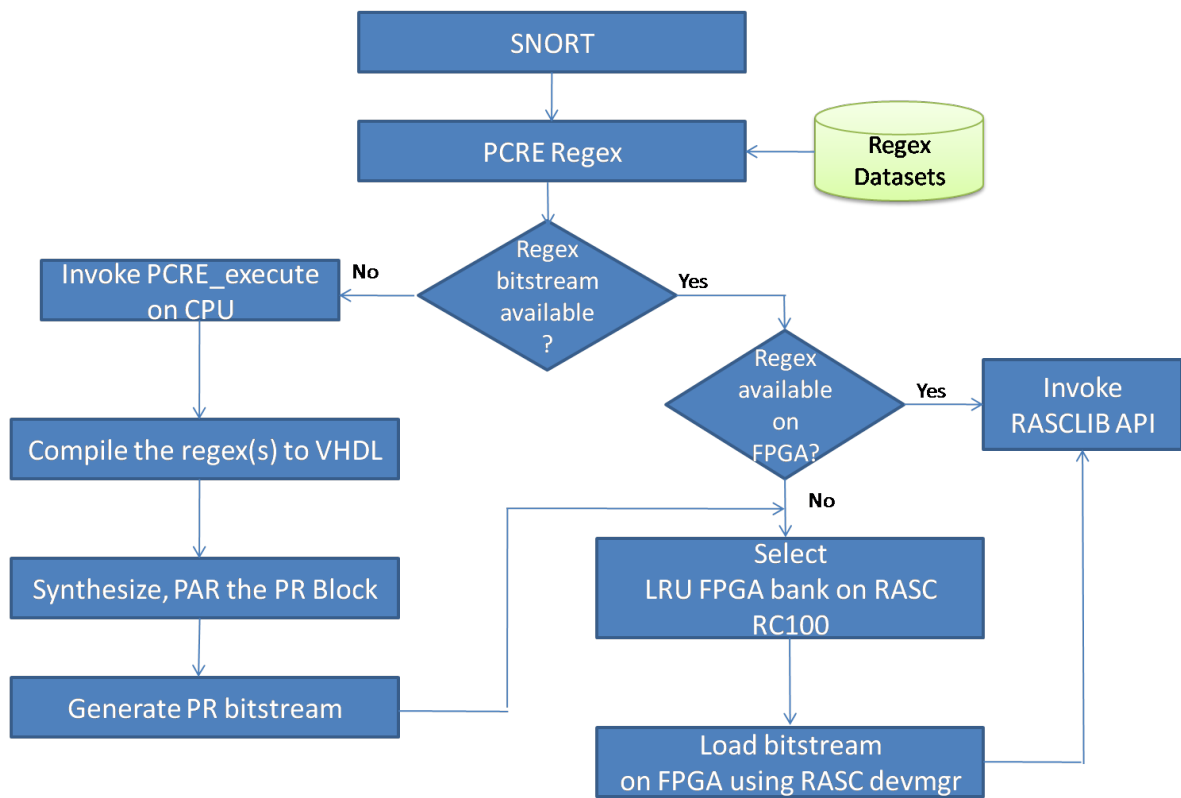 SNORT
PCRE Regex
Regex
Datasets
Regex
bitstream
available
?
No
Yes
Invoke PCRE_execute
on CPU
Regex
available
on
FPGA?
Yes
Invoke
RASCLIB API
Compile the regex(s) to VHDL
No
Select
LRU FPGA bank on RASC
RC100
Synthesize, PAR the PR Block
Generate PR bitstream
Load bitstream
on FPGA using RASC devmgr